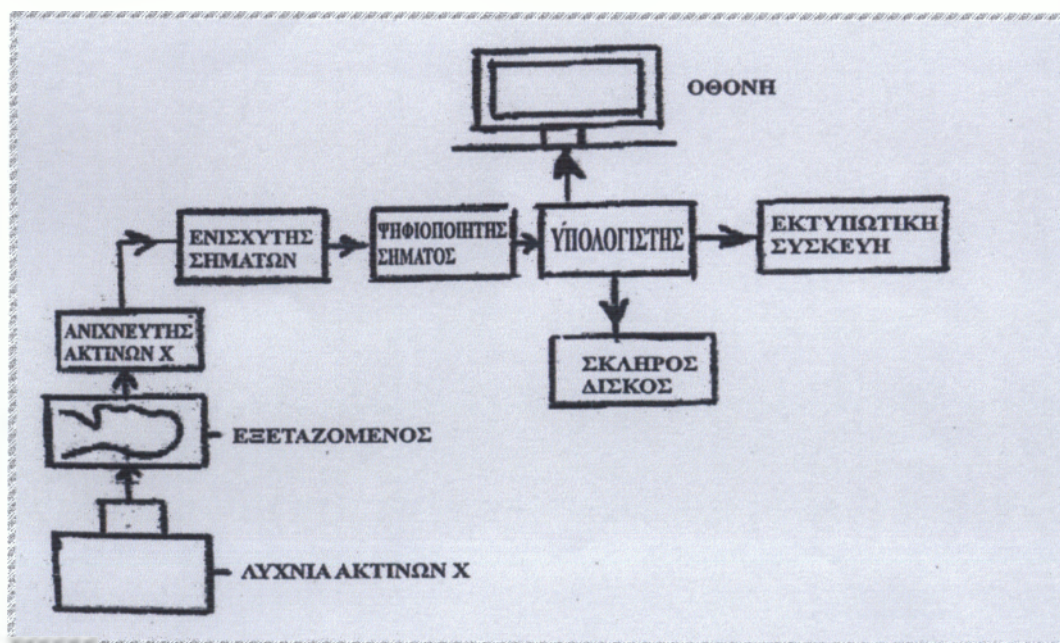 ΟΘΟΝΗ
ΕΝΙΣΧΥΤΗΣ
ΣΗΜΑΤΩΝ
ΨΗΦΙΟΠΟΙΗΤΗΣ
ΣΗΜΑΤΟΣ
ΥΠΟΛΟΓΙΣΤΗΣ
ΕΚΤΥΠΩΤΙΚΗ
ΣΥΣΚΕΥΗ
ΑΝΙΧΝΕΥΤΗΣ
ΑΚΤΙΝΩΝ Χ
ΣΚΛΗΡΟΣ
ΔΙΣΚΟΣ
ΕΞΕΤΑΖΟΜΕΝΟΣ
ΛΥΧΝΙΑ ΑΚΤΙΝΩΝ Χ